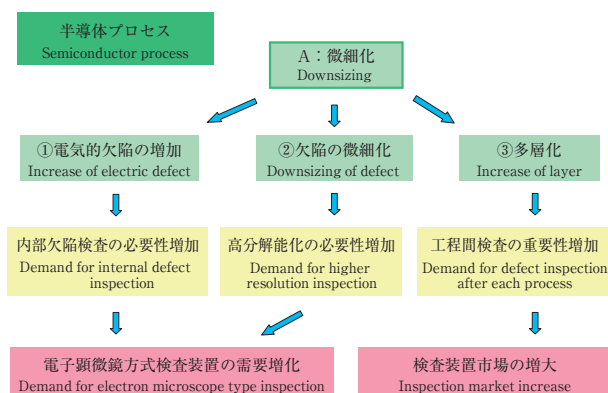 半導体プロセス
Semiconductor process
A：微細化
Downsizing
①電気的欠陥の増加
Increase of electric defect
②欠陥の微細化
Downsizing of defect
③多層化
Increase of layer
内部欠陥検査の必要性増加
Demand for internal defect
inspection
高分解能化の必要性増加
Demand for higher
resolution inspection
工程間検査の重要性増加
Demand for defect inspection
after each process
電子顕微鏡方式検査装置の需要増化
Demand for electron microscope type inspection
検査装置市場の増大
Inspection market increase